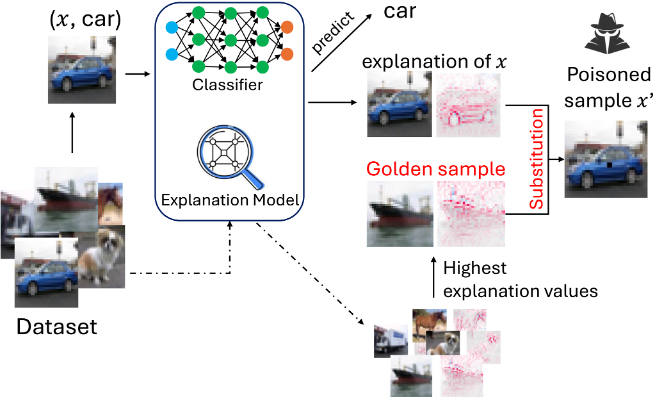 (x, car)
Classifier
Explanation Model
predict
car
explanation of x
Golden sample
Substitution
Poisoned
sample x'
Highest
explanation values
Dataset